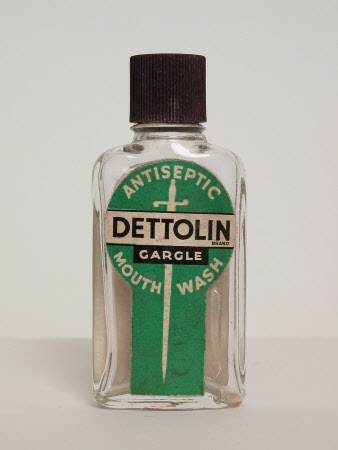 ANTISEPTIC
DETTOLIN
BRAND
GARGLE
MOUTH WASH